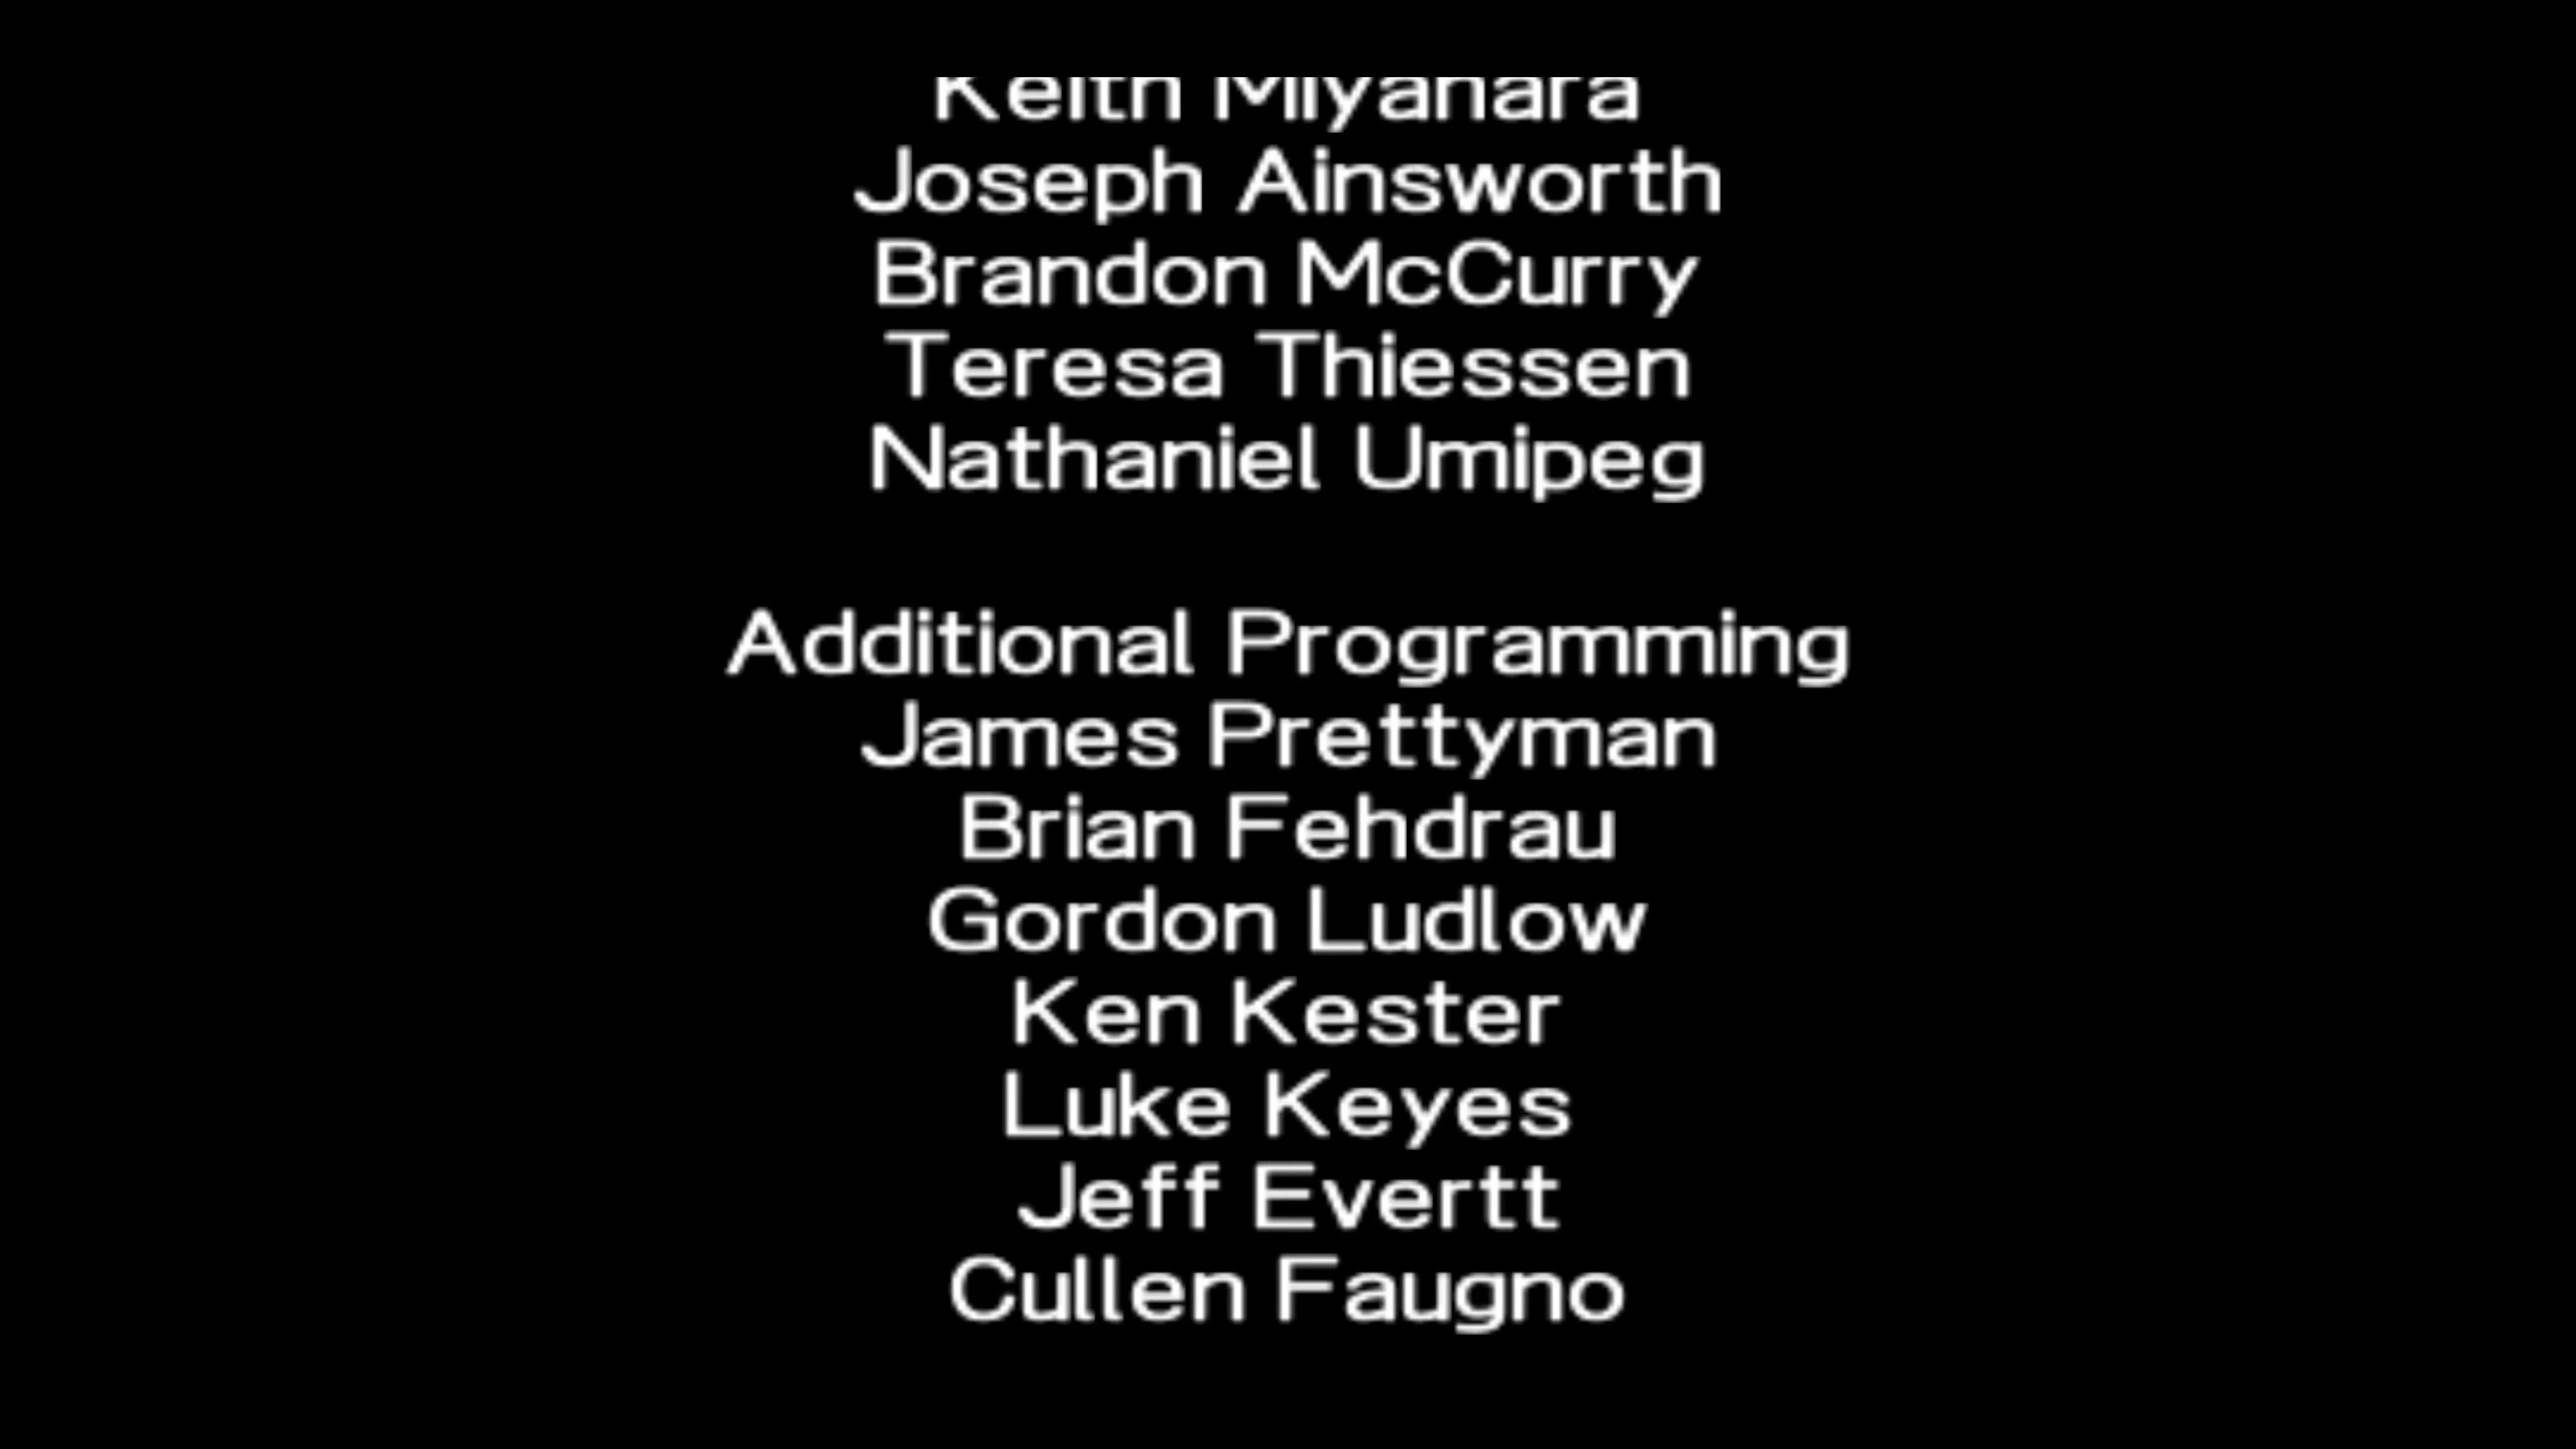 Keith Miyahara
Joseph Ainsworth
Brandon McCurry
Teresa Thiessen
Nathaniel Umipeg
Additional Programming
James Prettyman
Brian Fehdrau
Gordon Ludlow
Ken Kester
Luke Keyes
Jeff Evertt
Cullen Faugno